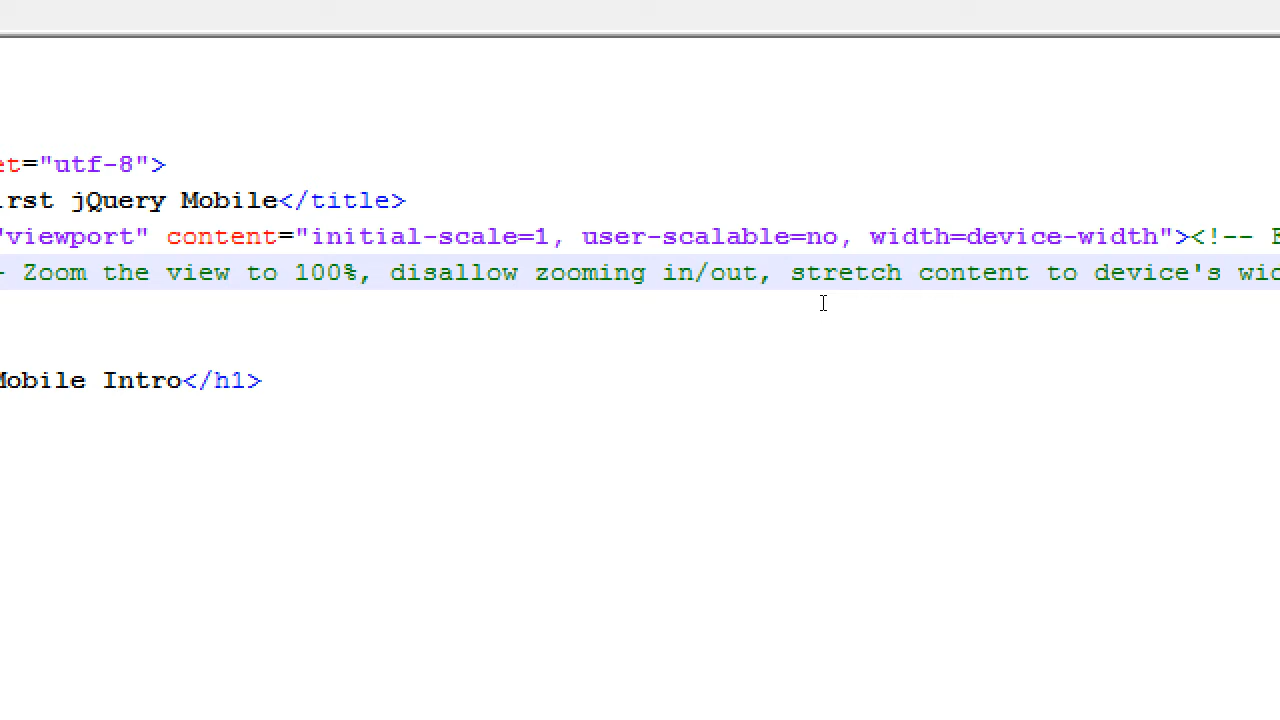 et="utf-8">
irst jQuery Mobile</title>
"viewport" content="initial-scale=1, user-scalable=no, width=device-width"><!--
- Zoom the view to 100%, disallow zooming in/out, stretch content to device's
Mobile Intro</h1>